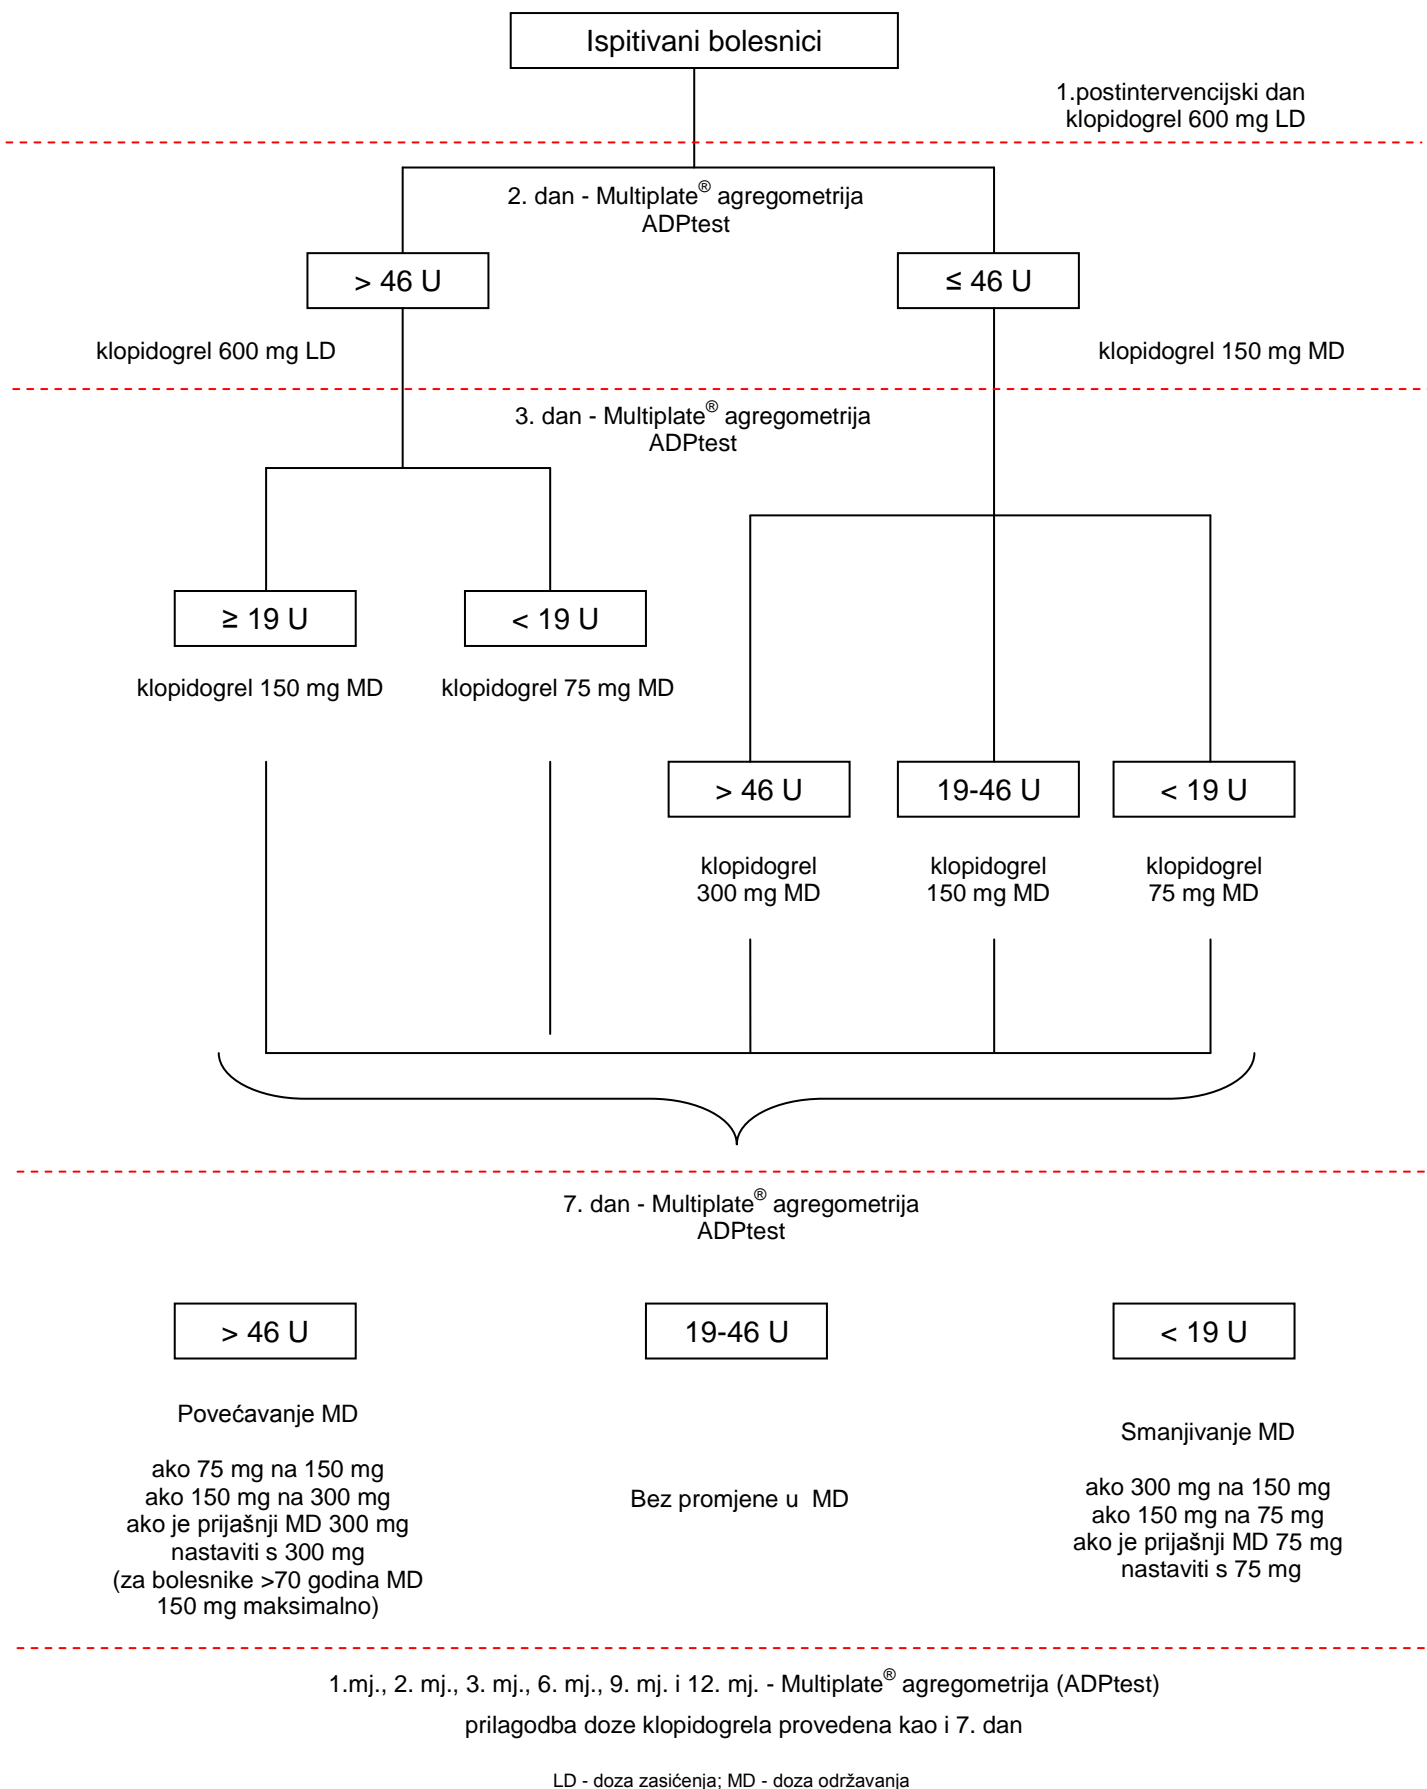 Ispitivani bolesnici
1.postintervencijski dan
klopidogrel 600 mg LD
2. dan - Multiplate® agregometrija
ADPtest
> 46 U
≤ 46 U
klopidogrel 600 mg LD
klopidogrel 150 mg MD
3. dan - Multiplate® agregometrija
ADPtest
≥ 19 U
< 19 U
klopidogrel 150 mg MD
klopidogrel 75 mg MD
> 46 U
19-46 U
< 19 U
klopidogrel
300 mg MD
klopidogrel
150 mg MD
klopidogrel
75 mg MD
7. dan - Multiplate® agregometrija
ADPtest
> 46 U
19-46 U
< 19 U
Povećavanje MD
ako 75 mg na 150 mg
ako 150 mg na 300 mg
ako je prijašnji MD 300 mg
nastaviti s 300 mg
(za bolesnike >70 godina MD
150 mg maksimalno)
Bez promjene u MD
Smanjivanje MD
ako 300 mg na 150 mg
ako 150 mg na 75 mg
ako je prijašnji MD 75 mg
nastaviti s 75 mg
1.mj., 2. mj., 3. mj., 6. mj., 9. mj. i 12. mj. - Multiplate® agregometrija (ADPtest)
prilagodba doze klopidogrela provedena kao i 7. dan
LD - doza zasićenja; MD - doza održavanja